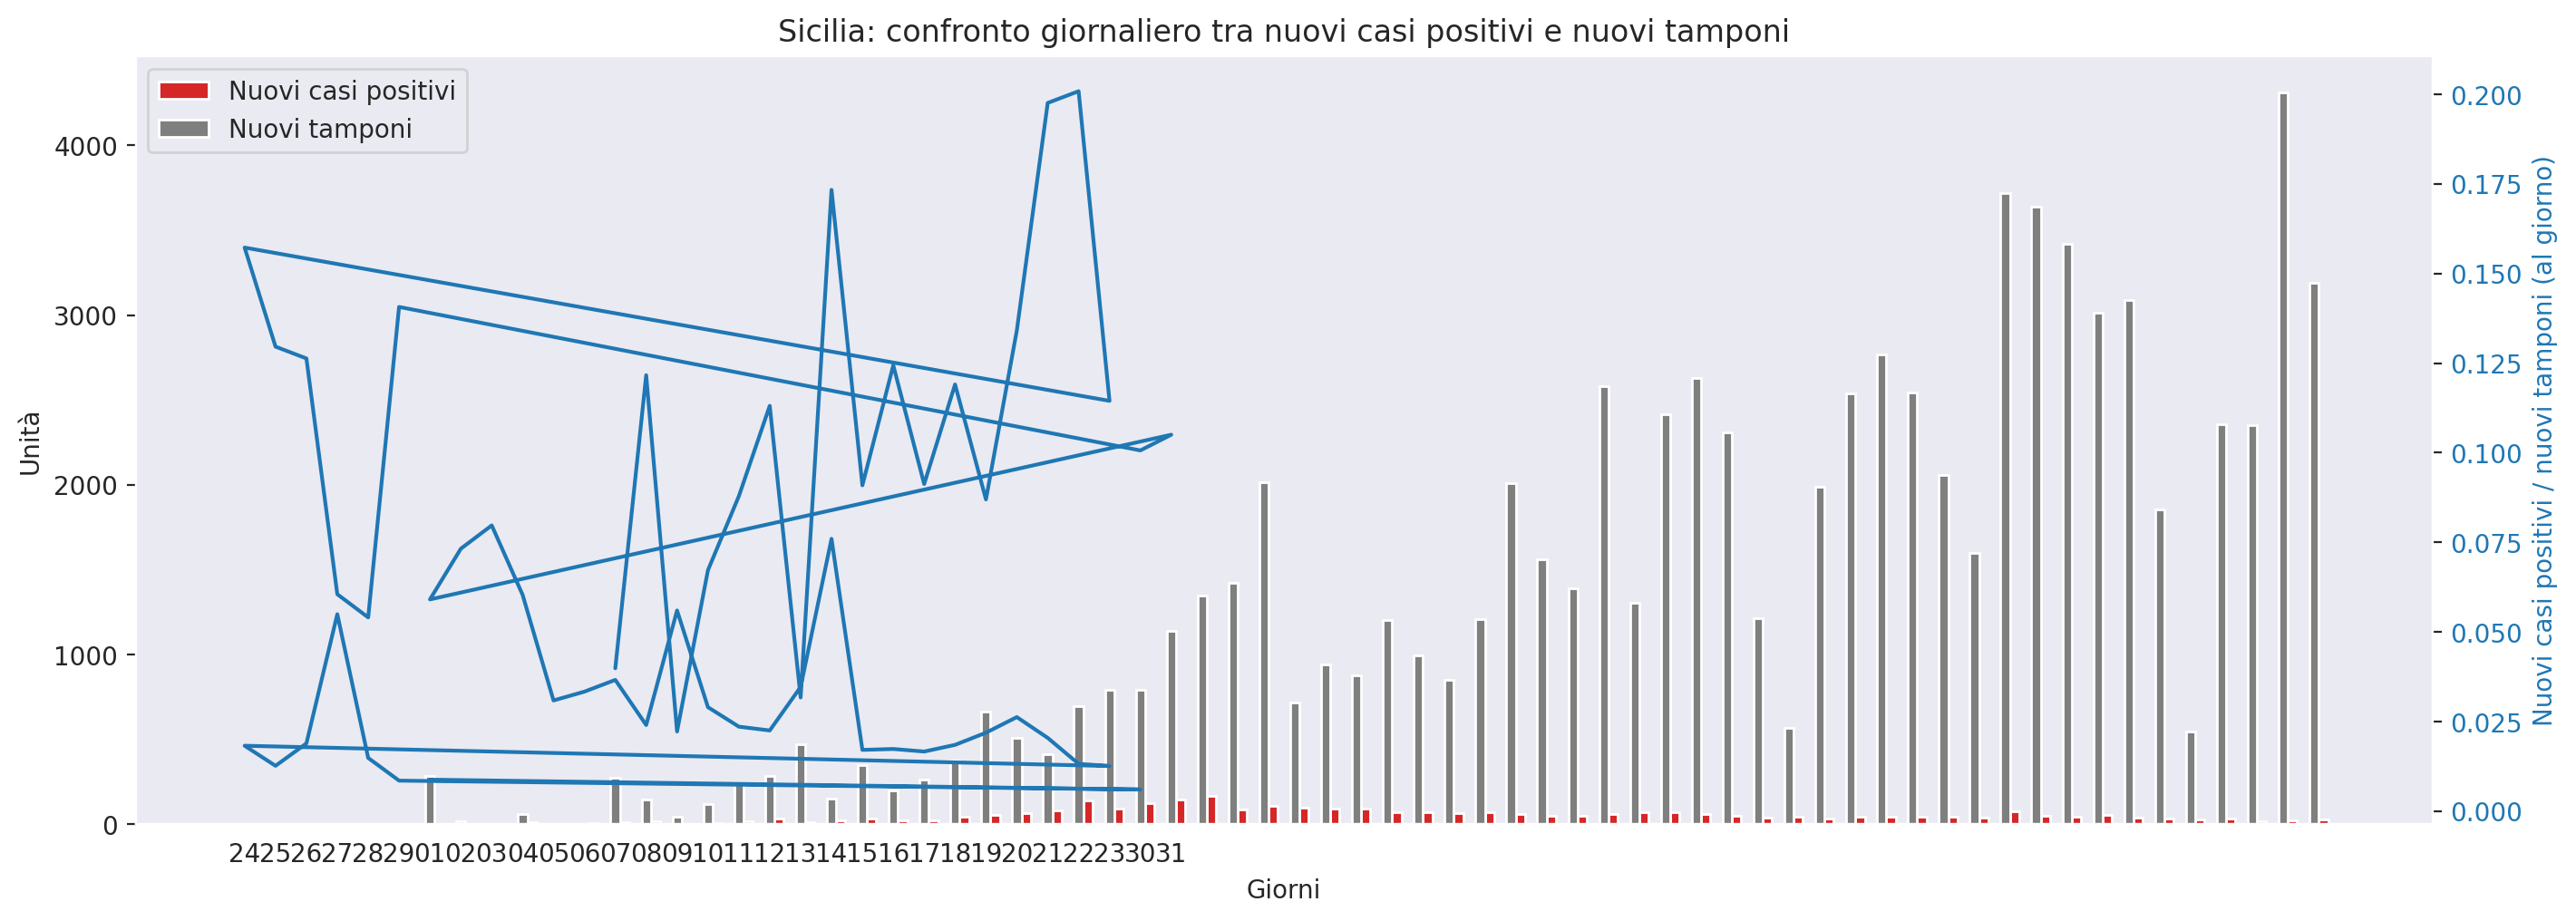 Sicilia: confronto giornaliero tra nuovi casi positivi e nuovi tamponi
Nuovi casi positivi
Nuovi tamponi
4000
3000
2000
1000
0
Unità
0.200
0.175
0.150
0.125
0.100
0.075
0.050
0.025
0.000
Nuovi casi positivi / nuovi tamponi (al giorno)
24252627282901020304050607080910111213141516171819202122233031
Giorni